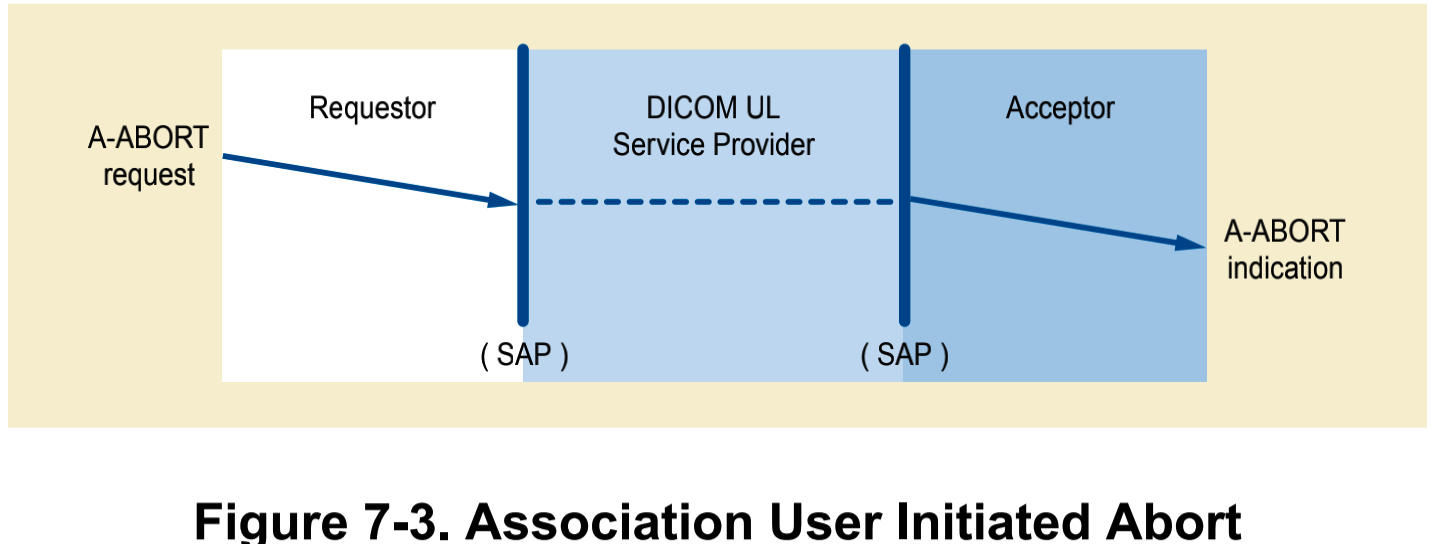 Requestor
DICOM UL
Service Provider
Acceptor
A-ABORT
request
A-ABORT
indication
( SAP )
( SAP )
Figure 7-3. Association User Initiated Abort